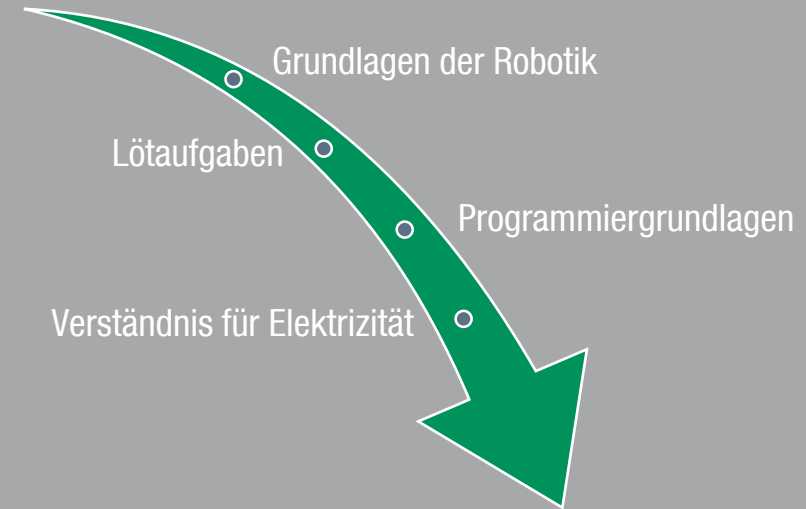 Grundlagen der Robotik
Lötaufgaben
Programmiergrundlagen
Verständnis für Elektrizität